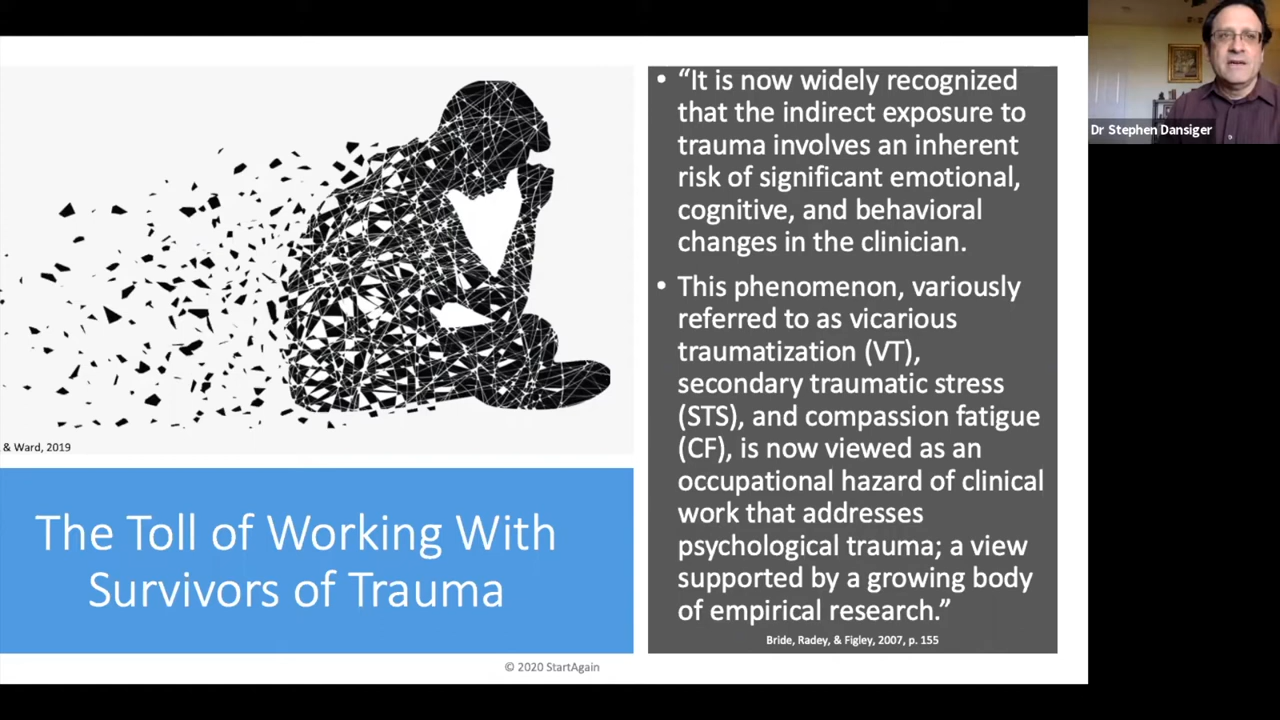 • “It is now widely recognized
that the indirect exposure to
trauma involves an inherent
risk of significant emotional,
cognitive, and behavioral
changes in the clinician.
• This phenomenon, variously
referred to as vicarious
traumatization (VT),
secondary traumatic stress
(STS), and compassion fatigue
(CF), is now viewed as an
occupational hazard of clinical
work that addresses
psychological trauma; a view
supported by a growing body
of empirical research.”
Bride, Radey, & Figley, 2007, p. 155
& Ward, 2019
The Toll of Working With
Survivors of Trauma
© 2020 StartAgain
Dr Stephen Dansiger